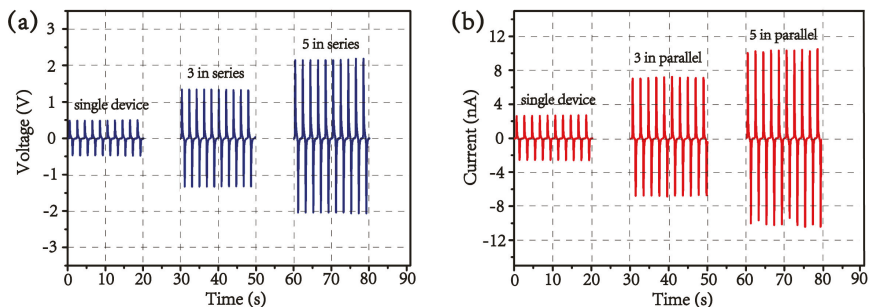 (a)
3
2
1
0
-1
-2
-3
Voltage (V)
single device
3 in series
5 in series
0 10 20 30 40 50 60 70 80 90
Time (s)
(b)
12
8
4
0
-4
-8
-12
Current (nA)
single device
3 in parallel
5 in parallel
0 10 20 30 40 50 60 70 80 90
Time (s)